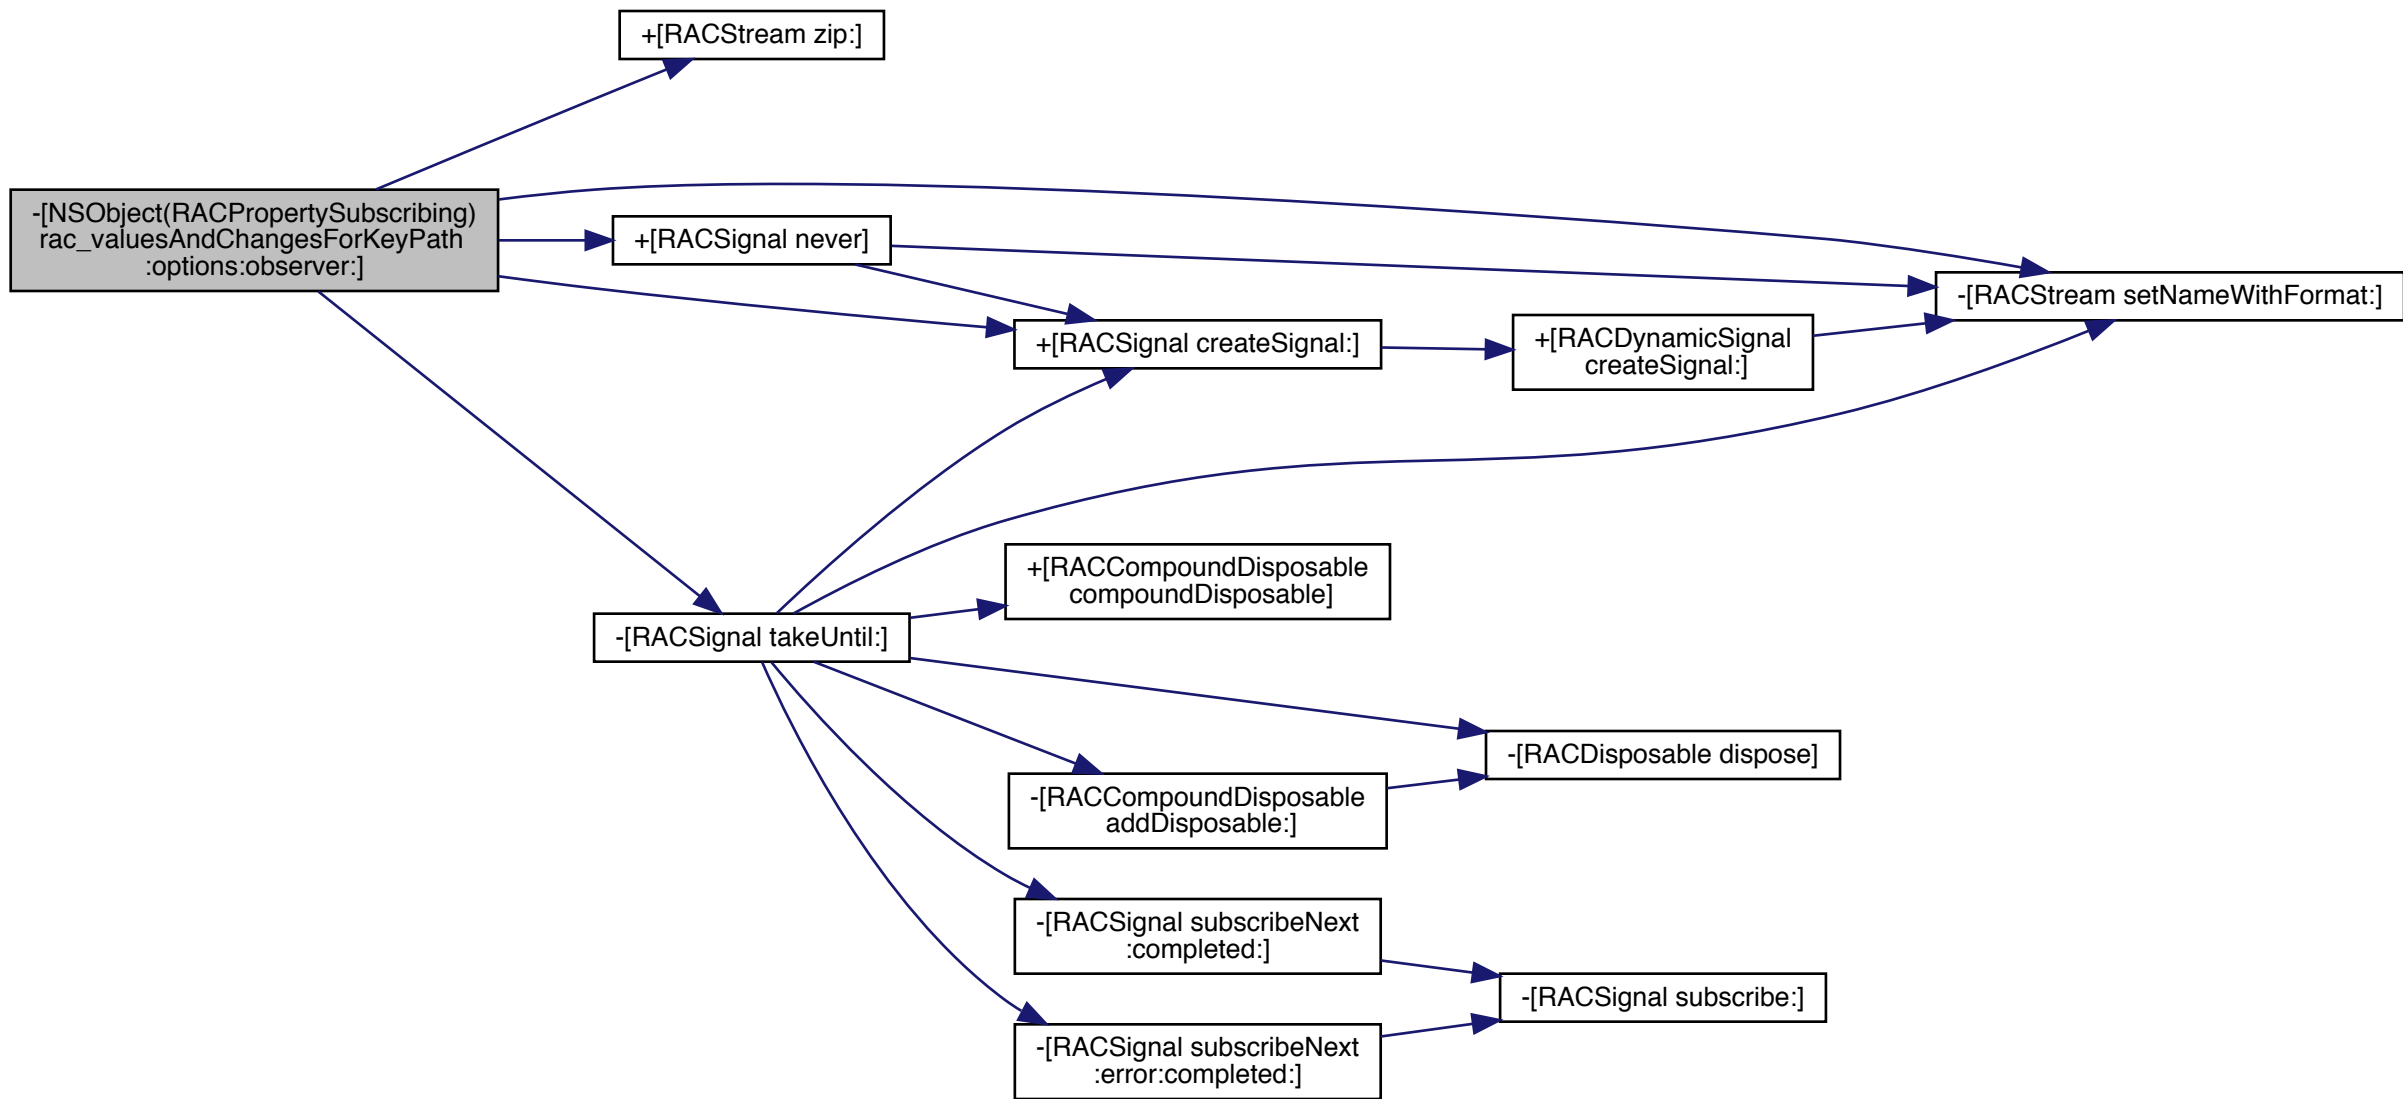 +[RACStream zip:]
-[NSObject(RACPropertySubscribing)
rac_valuesAndChangesForKeyPath
:options:observer:]
+[RACSignal never]
-[RACStream setNameWithFormat:]
+[RACSignal createSignal:]
+[RACDynamicSignal
createSignal:]
+[RACCompoundDisposable
compoundDisposable]
-[RACSignal takeUntil:]
-[RACDisposable dispose]
-[RACCompoundDisposable
addDisposable:]
-[RACSignal subscribeNext
:completed:]
-[RACSignal subscribe:]
-[RACSignal subscribeNext
:error:completed:]